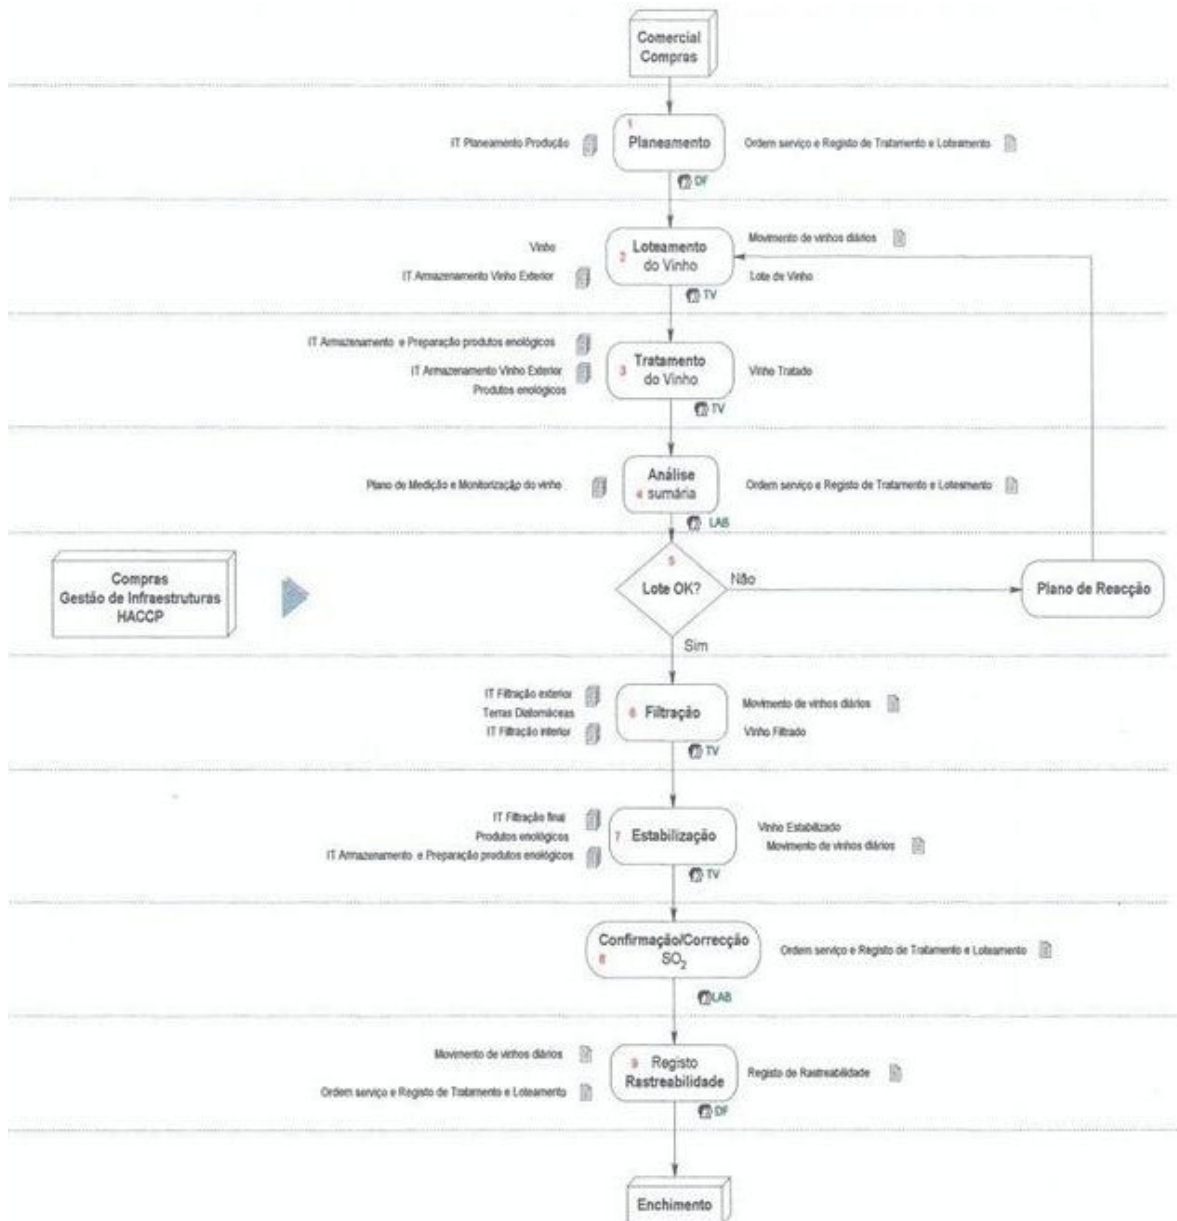 Comercial
Compras
1
IT Planeamento Produção
Planeamento
Ordem serviço e Registo de Tratamento e Loteamento
DF
Vinho
Loteamento
Movimento de vinhos diários
2
do Vinho
IT Armazenamento Vinho Exterior
Lote de Vinho
TV
IT Armazenamento e Preparação produtos enológicos
Tratamento
IT Armazenamento Vinho Exterior
3
do Vinho
Vinho Tratado
Produtos enológicos
TV
Análise
Plano de Medição e Monitorização do vinho
4 sumária
Ordem serviço e Registo de Tratamento e Loteamento
LAB
5
Compras
Gestão de Infraestruturas
HACCP
Lote OK?
Não
Plano de Reacção
Sim
IT Filtração exterior
Terras Diatomáceas
IT Filtração interior
6 Filtração
Movimento de vinhos diários
Vinho Filtrado
TV
IT Filtração final
Produtos enológicos
IT Armazenamento e Preparação produtos enológicos
7 Estabilização
Vinho Estabilizado
Movimento de vinhos diários
TV
Confirmação/Correcção
8 SO₂
Ordem serviço e Registo de Tratamento e Loteamento
LAB
Movimento de vinhos diários
Ordem serviço e Registo de Tratamento e Loteamento
9 Registo
Rastreabilidade
Registo de Rastreabilidade
DF
Enchimento